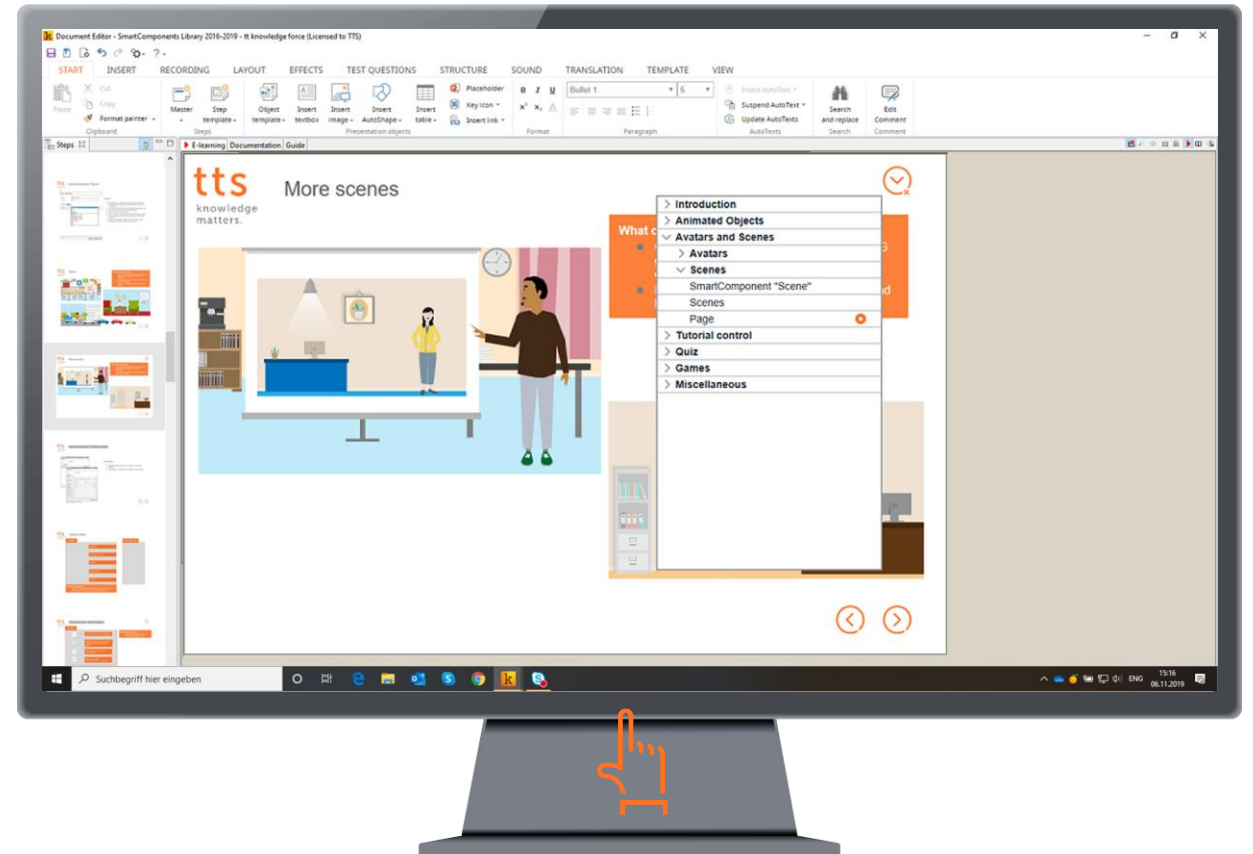 Document Editor - SmartComponents Library 2016-2019 - tt knowledge force (Licensed to TTS)
START INSERT RECORDING LAYOUT EFFECTS TEST QUESTIONS STRUCTURE SOUND TRANSLATION TEMPLATE VIEW
Paste
Cut
Copy
Format painter
Clipboard
Master
Step
template
Steps
Object
template
Insert
textbox
Insert
image
Insert
AutoShape
Insert
table
Placeholder
Key icon
Insert link
Presentation objects
B I U
Format
Bullet 1
5
Paragraph
Insert AutoText
Suspend AutoText
Update AutoTexts
AutoTexts
Search
and replace
Search
Edit
Comment
Comment
Steps
E-learning Documentation Guide
tts
knowledge
matters.
More scenes
What c
Introduction
Animated Objects
Avatars and Scenes
Avatars
Scenes
SmartComponent "Scene"
Scenes
Page
Tutorial control
Quiz
Games
Miscellaneous
Suchbegriff hier eingeben
ENG
15:16
06.11.2019